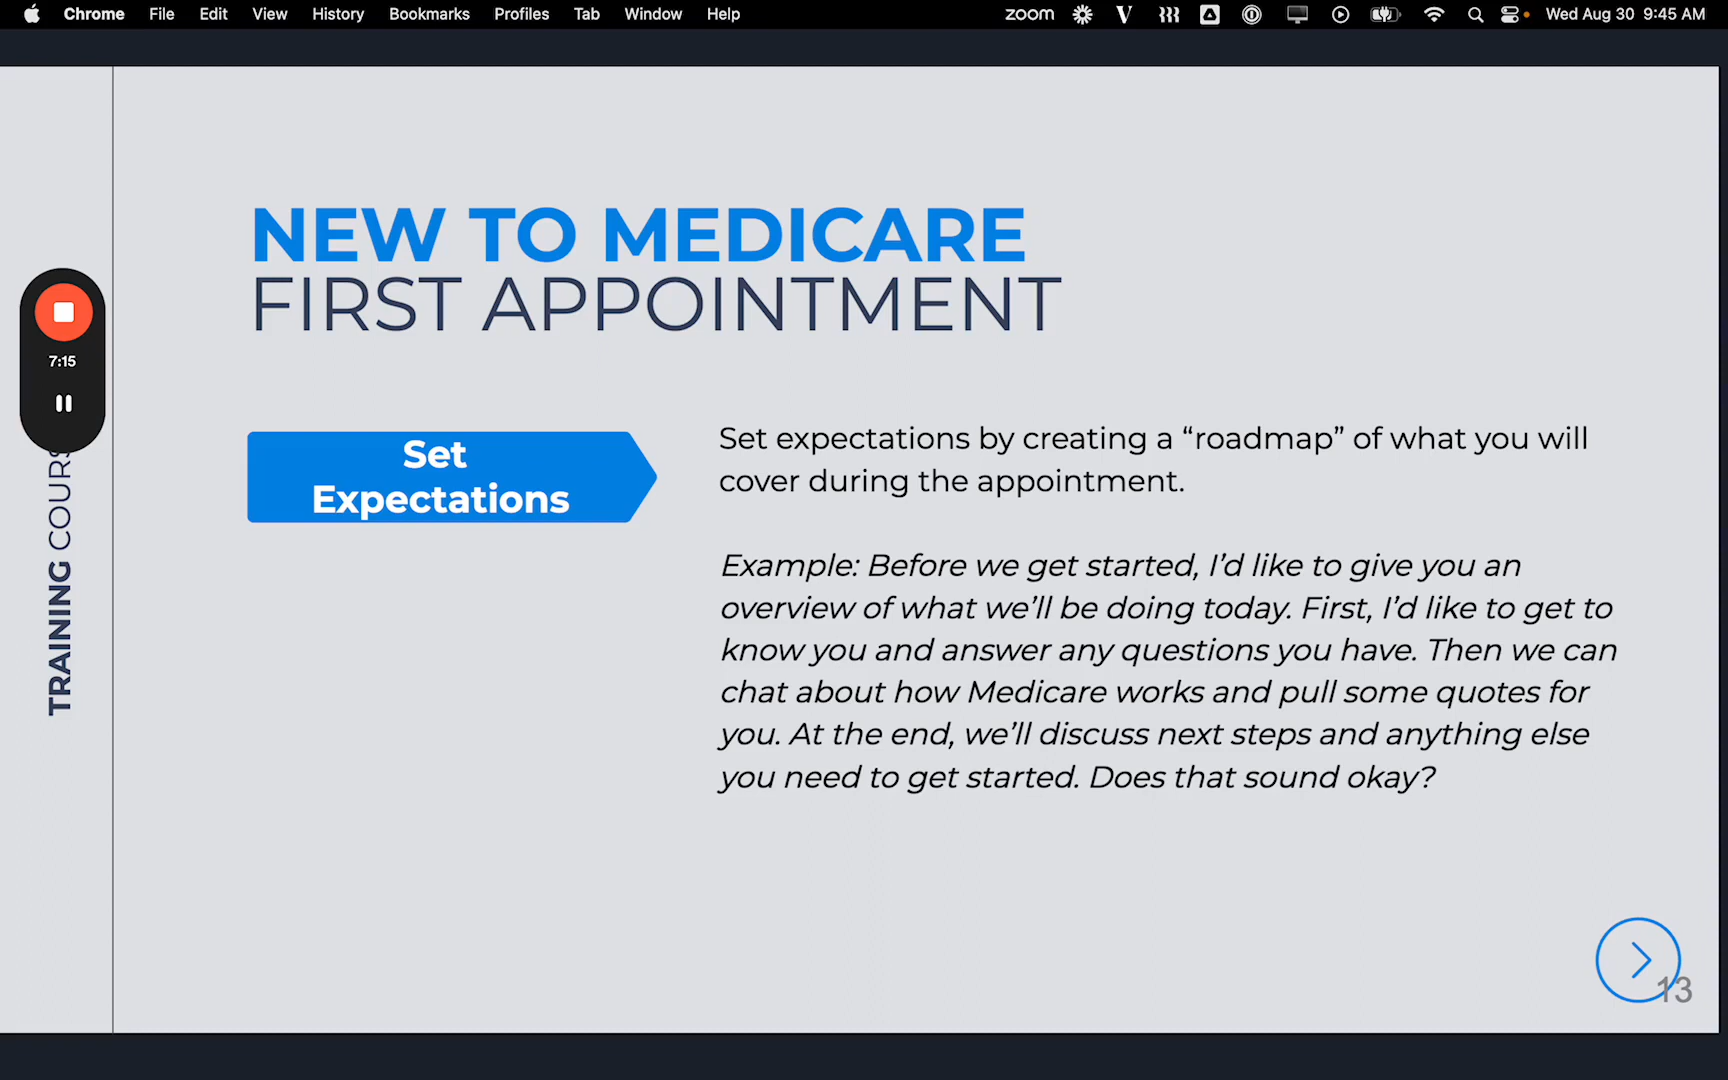 Chrome File Edit View History Bookmarks Profiles Tab Window Help zoom Wed Aug 30 9:45 AM
NEW TO MEDICARE
FIRST APPOINTMENT
7:15
TRAINING COURS
Set
Expectations
Set expectations by creating a “roadmap” of what you will
cover during the appointment.
Example: Before we get started, I’d like to give you an
overview of what we’ll be doing today. First, I’d like to get to
know you and answer any questions you have. Then we can
chat about how Medicare works and pull some quotes for
you. At the end, we’ll discuss next steps and anything else
you need to get started. Does that sound okay?
13